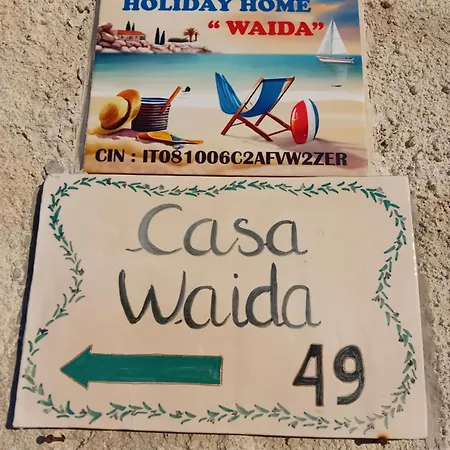 HOLIDAY HOME
“ WAIDA”
CIN : IT081006C2AFVW2ZER
Casa
Waida
49